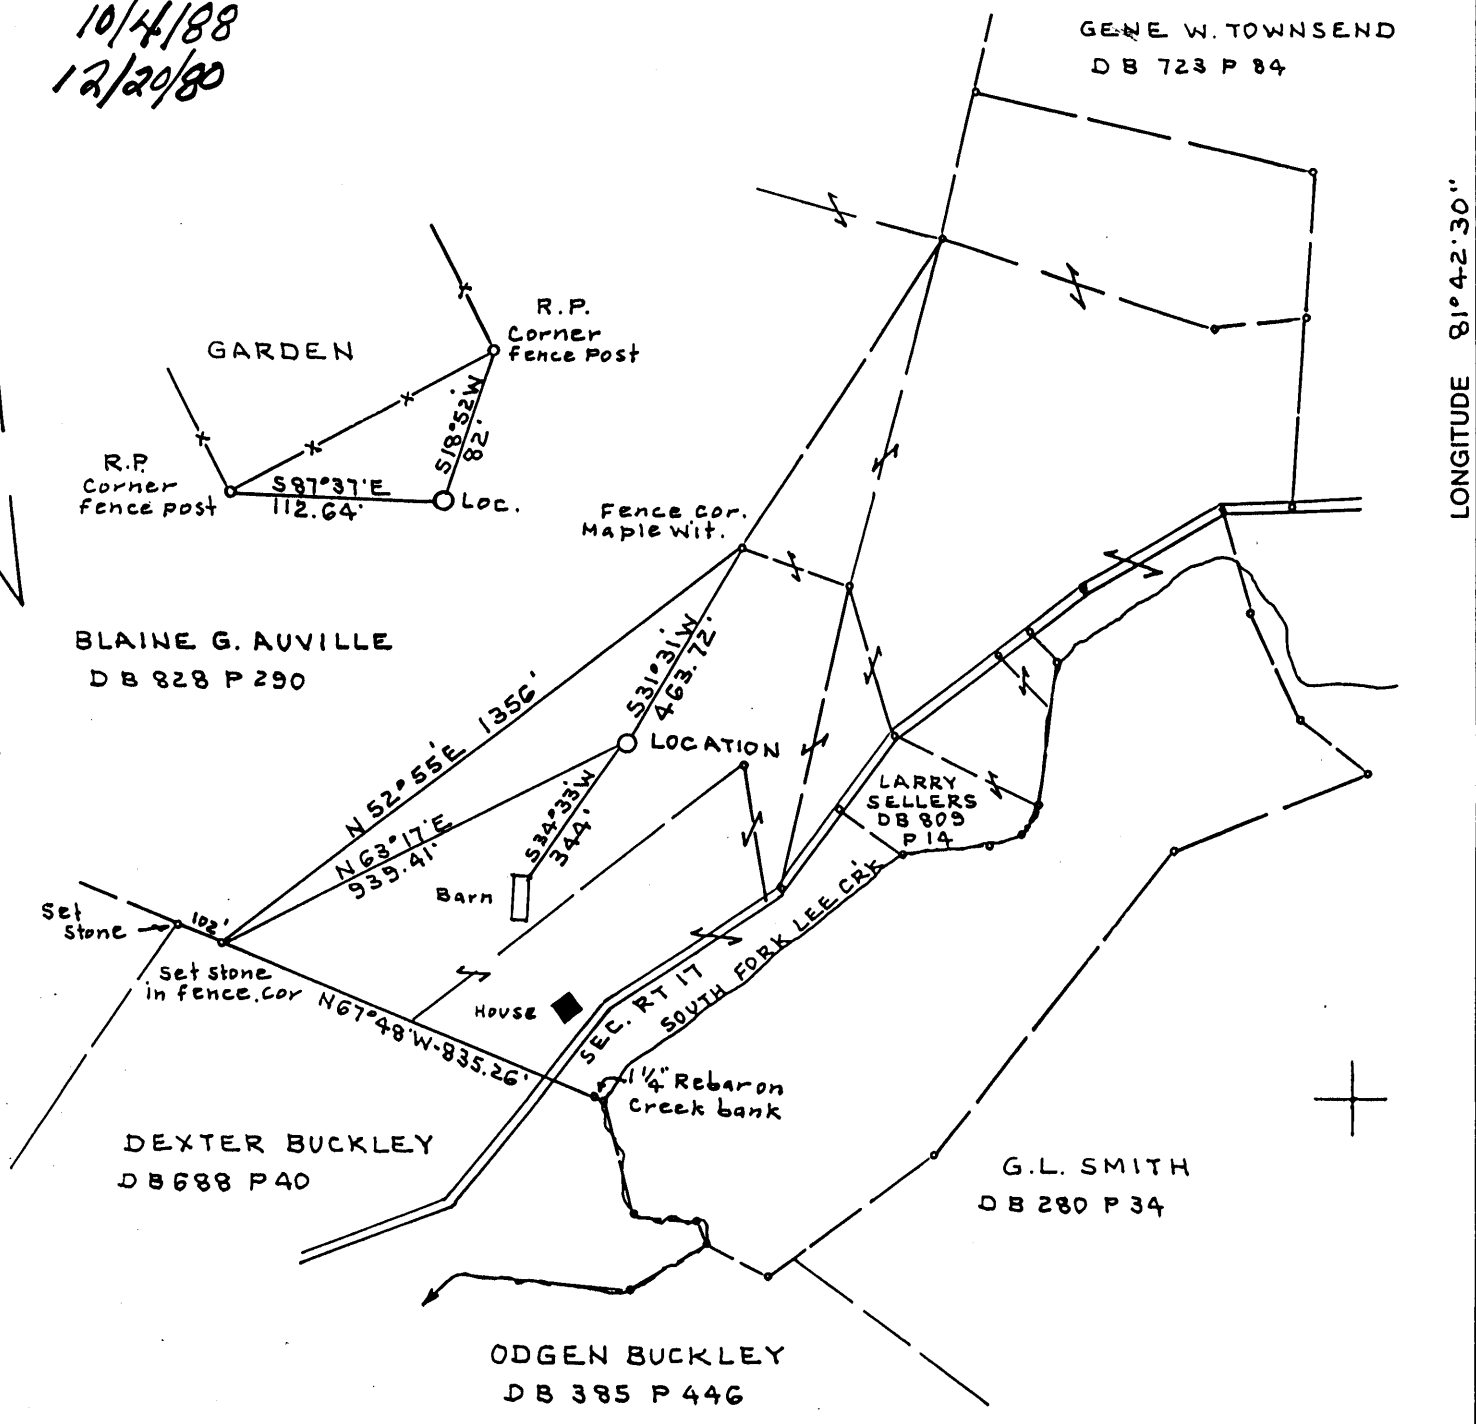 10/4/88
12/20/80
GENE W. TOWNSEND
DB 723 P 84
LONGITUDE 81°42'30"
GARDEN
R.P.
Corner
fence post
S18°52'W
82'
R.P.
Corner
fence post
S87°37'E
112.64'
LOC.
Fence cor.
Maple Wit.
BLAINE G. AUVILLE
DB 828 P 290
S31°31'W
463.72'
N 52°55'E 1356'
LOCATION
N 63°17'E
939.41'
S34°33'W
344'
LARRY
SELLERS
DB 809
P 14
Barn
Set
stone
102'
Set stone
in fence.cor
N67°48'W-835.26'
House
SEC. RT 17
SOUTH FORK LEE CRK
1 1/4" Rebar on
Creek bank
DEXTER BUCKLEY
DB 688 P 40
G.L. SMITH
DB 280 P 34
ODGEN BUCKLEY
DB 385 P 446